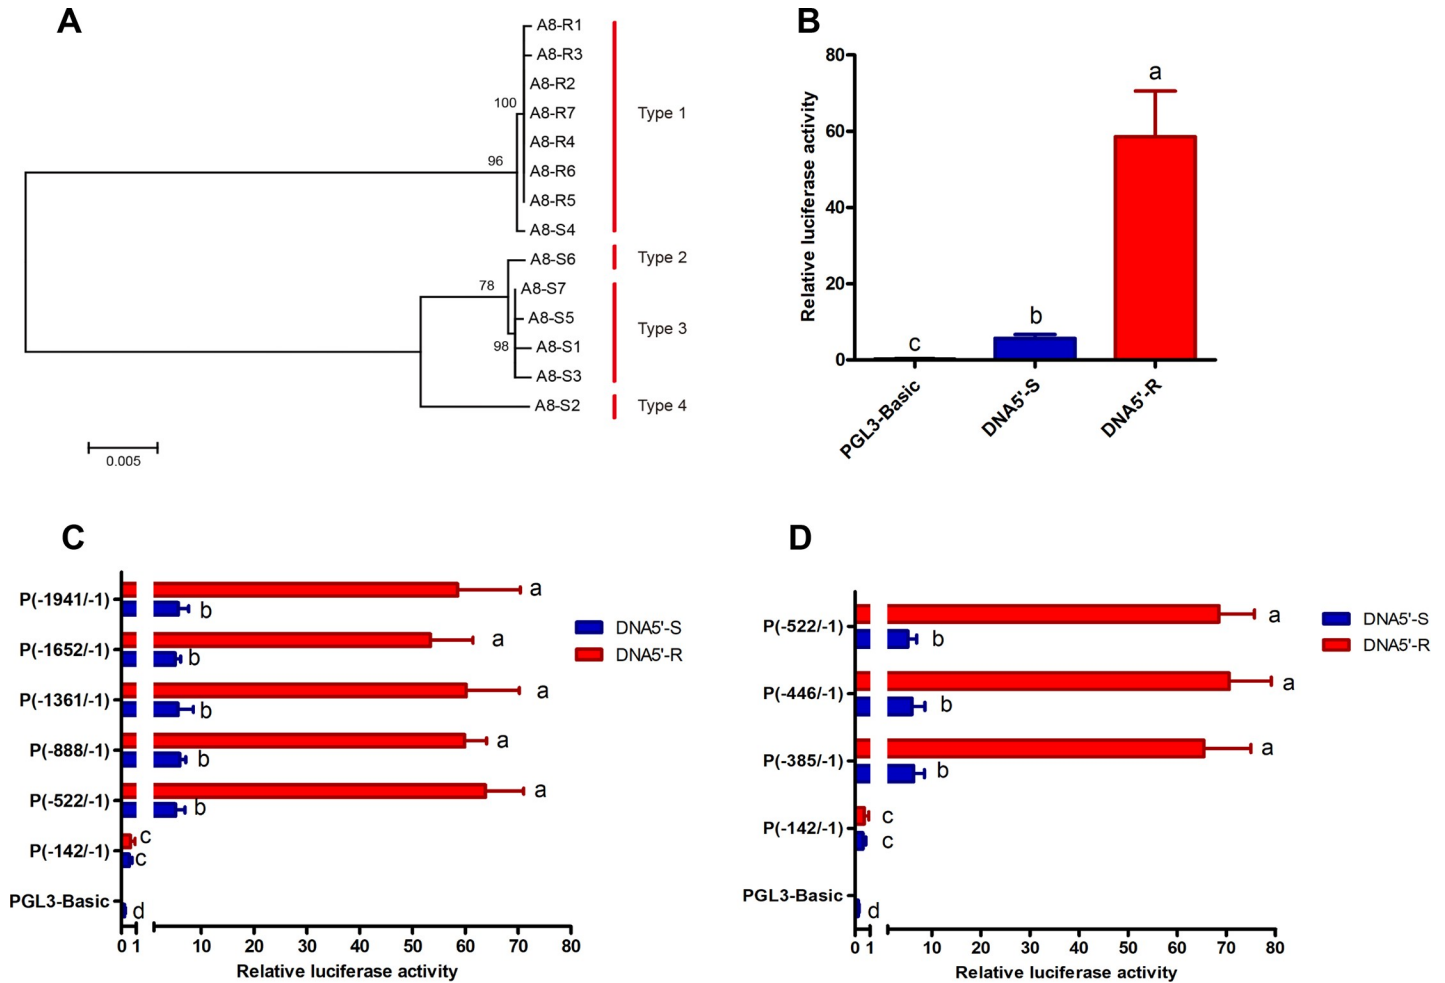 A
A8-R1
A8-R3
A8-R2
100
A8-R7
Type 1
A8-R4
96
A8-R6
A8-R5
A8-S4
A8-S6
Type 2
78
A8-S7
A8-S5
Type 3
98
A8-S1
A8-S3
A8-S2
Type 4
0.005
B
80
60
40
20
0
Relative luciferase activity
a
b
c
PGL3-Basic
DNA5'-S
DNA5'-R
C
P(-1941/-1)
a
b
P(-1652/-1)
a
b
P(-1361/-1)
a
b
P(-888/-1)
a
b
P(-522/-1)
a
b
P(-142/-1)
c
c
PGL3-Basic
d
DNA5'-S
DNA5'-R
0 1 10 20 30 40 50 60 70 80
Relative luciferase activity
D
P(-522/-1)
a
b
P(-446/-1)
a
b
P(-385/-1)
a
b
P(-142/-1)
c
c
PGL3-Basic
d
DNA5'-S
DNA5'-R
0 1 10 20 30 40 50 60 70 80
Relative luciferase activity